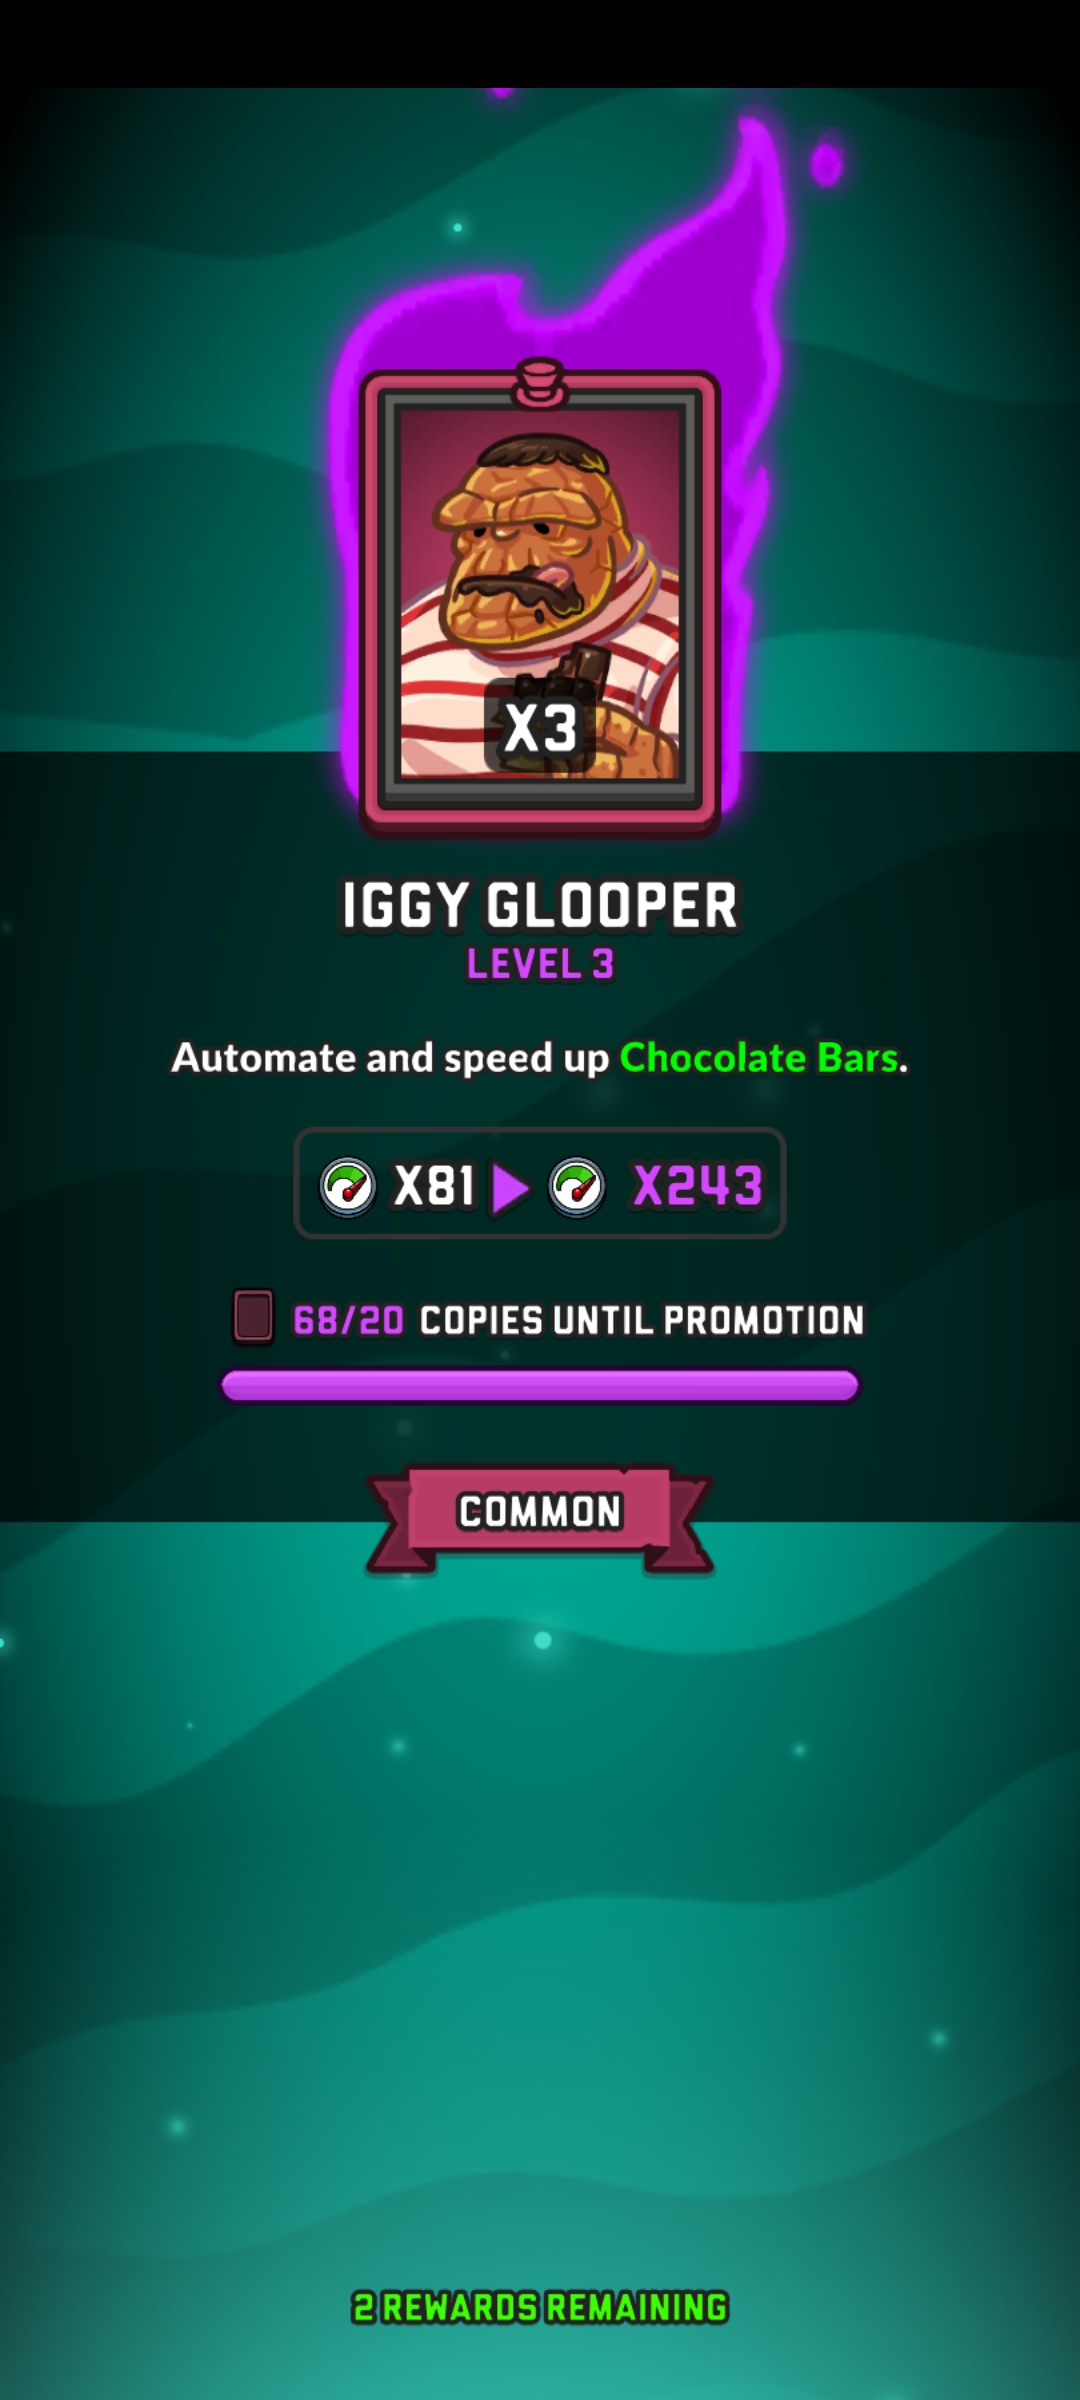 X3
IGGY GLOOPER
LEVEL 3
Automate and speed up Chocolate Bars.
X81 X243
68/20 COPIES UNTIL PROMOTION
COMMON
2 REWARDS REMAINING